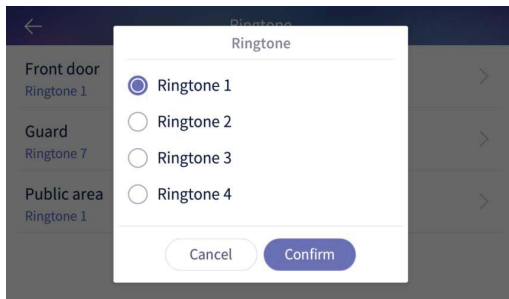 Ringtone
Ringtone
Front door
Ringtone 1
Guard
Ringtone 7
Public area
Ringtone 1
Ringtone 1
Ringtone 2
Ringtone 3
Ringtone 4
Cancel
Confirm